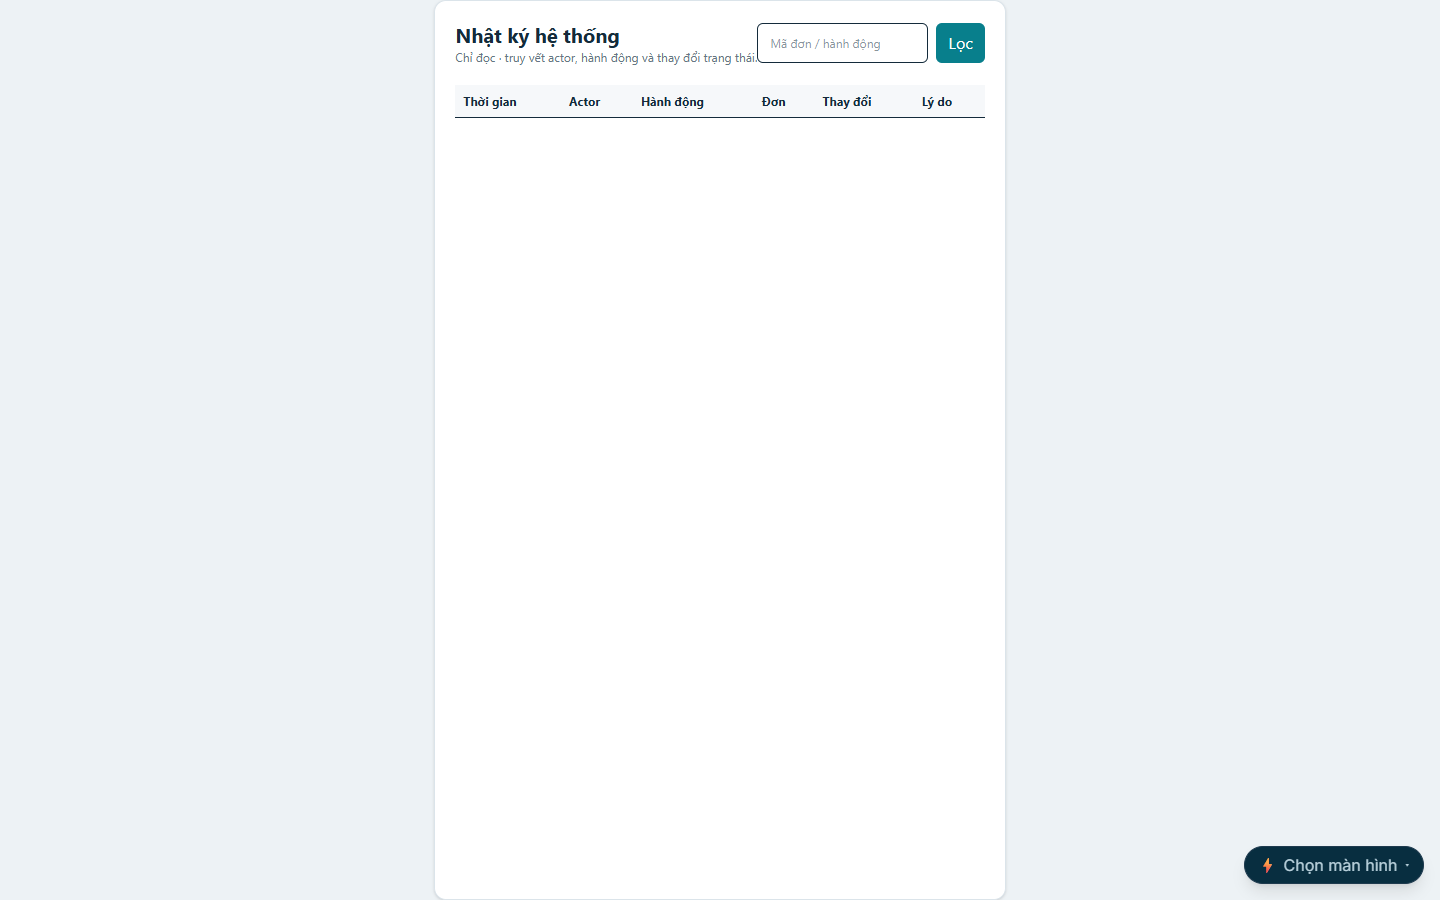 Nhật ký hệ thống
Chỉ đọc · truy vết actor, hành động và thay đổi trạng thái.
Mã đơn / hành động
Lọc
Thời gian Actor Hành động Đơn Thay đổi Lý do
Chọn màn hình